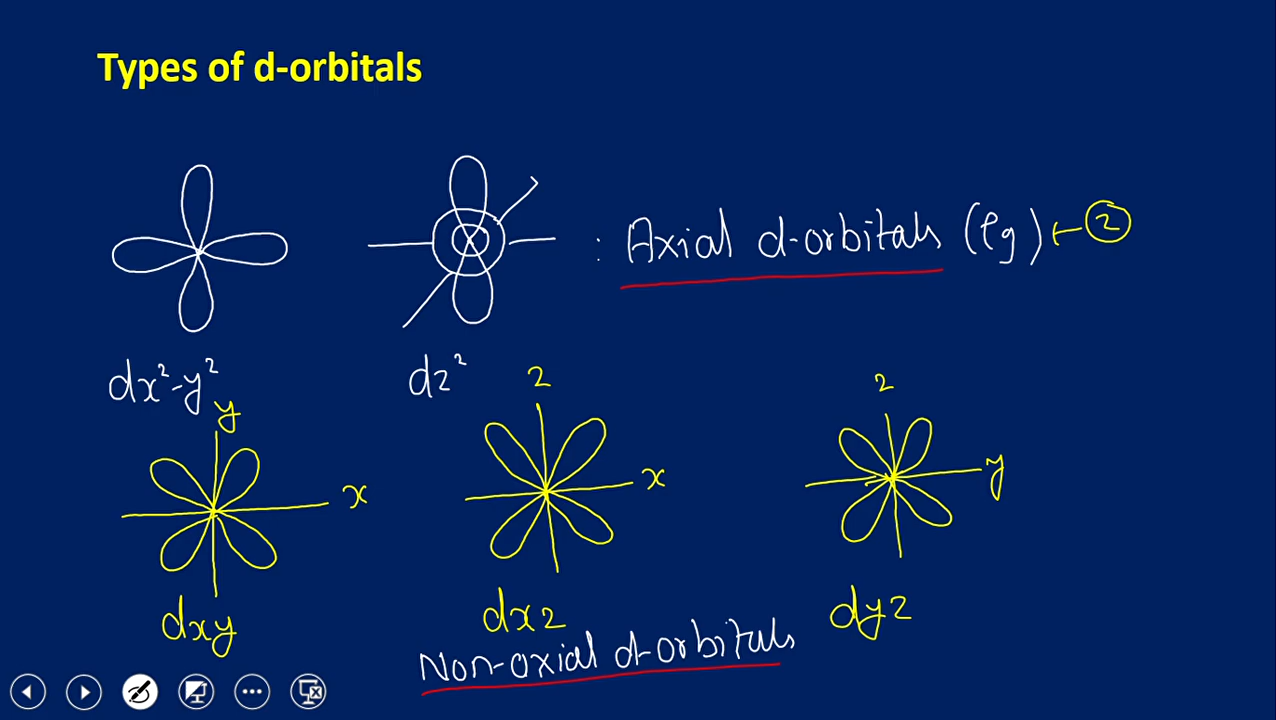 Types of d-orbitals
: Axial d-orbitals (eg) ← 2
dx²-y²
dz²
y
x
dxy
z
x
dxz
z
y
dyz
Non-axial d-orbitals